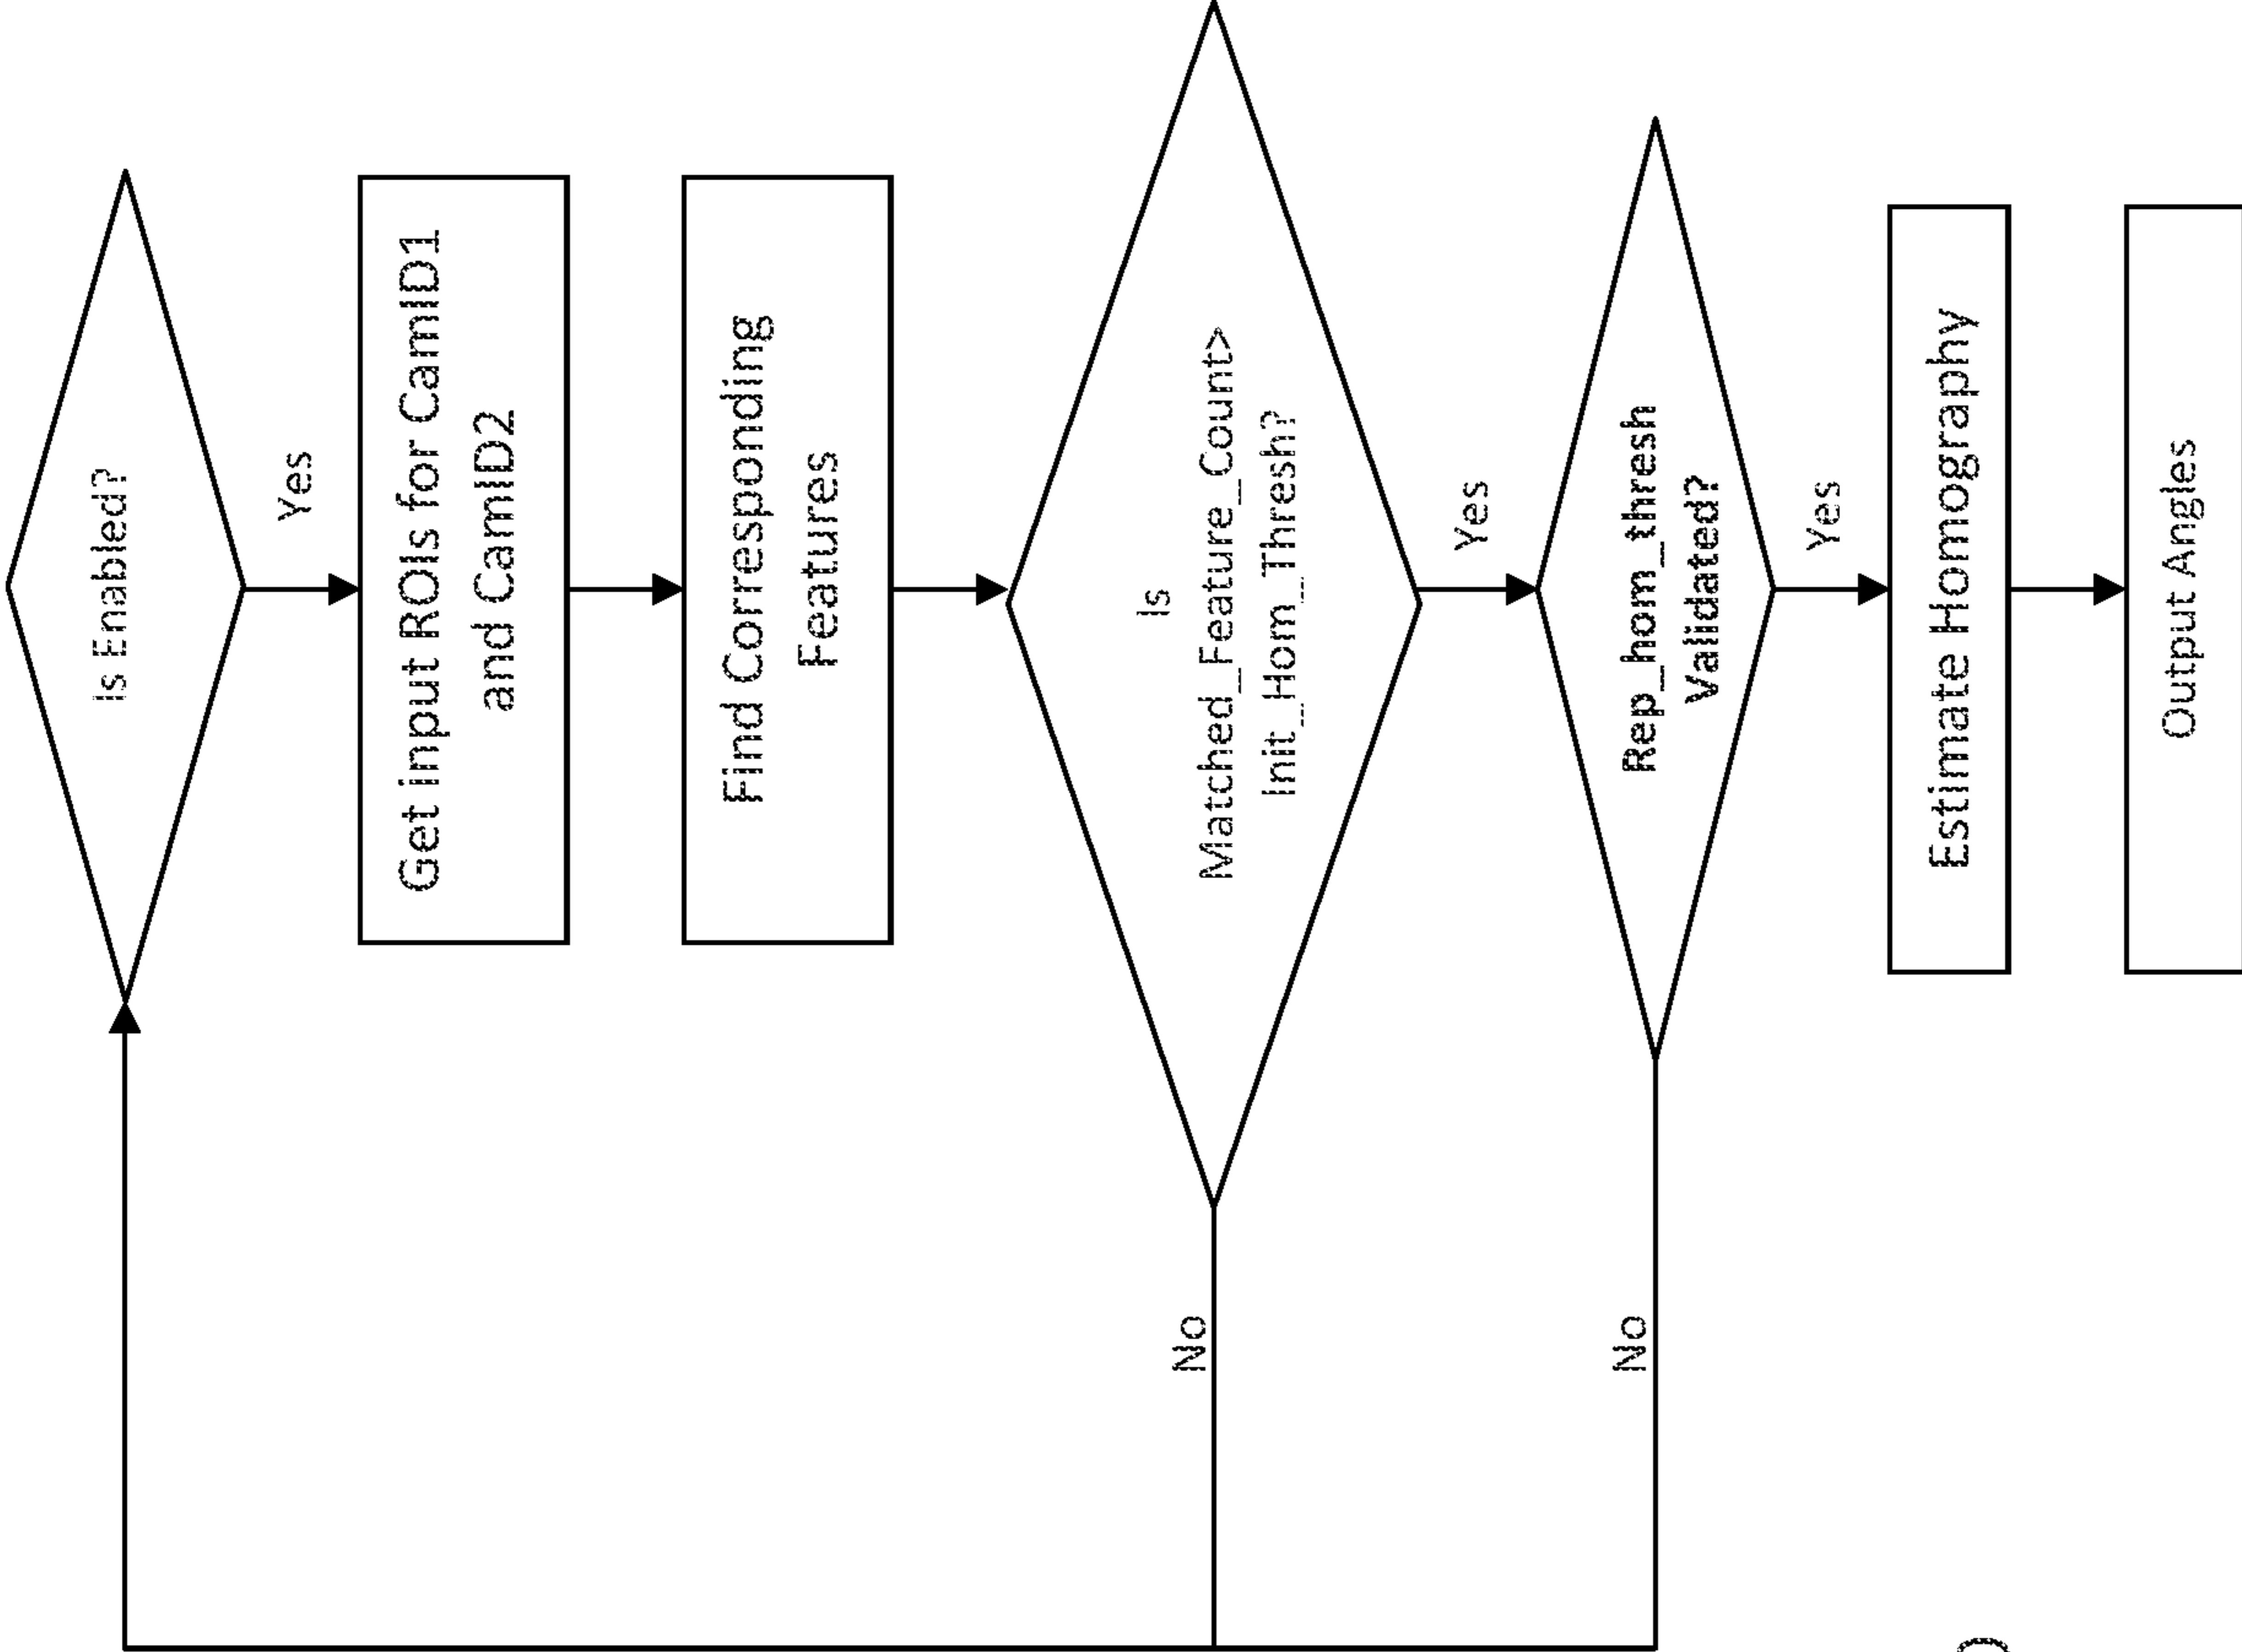 Is Enabled?
Yes
Get input ROIs for CamID1
and CamID2
Find Corresponding
Features
Is
Matched_Feature_Count>
Init_Hom_Thresh?
No
Yes
Rep_hom_thresh
Validated?
No
Yes
Estimate Homography
Output Angles